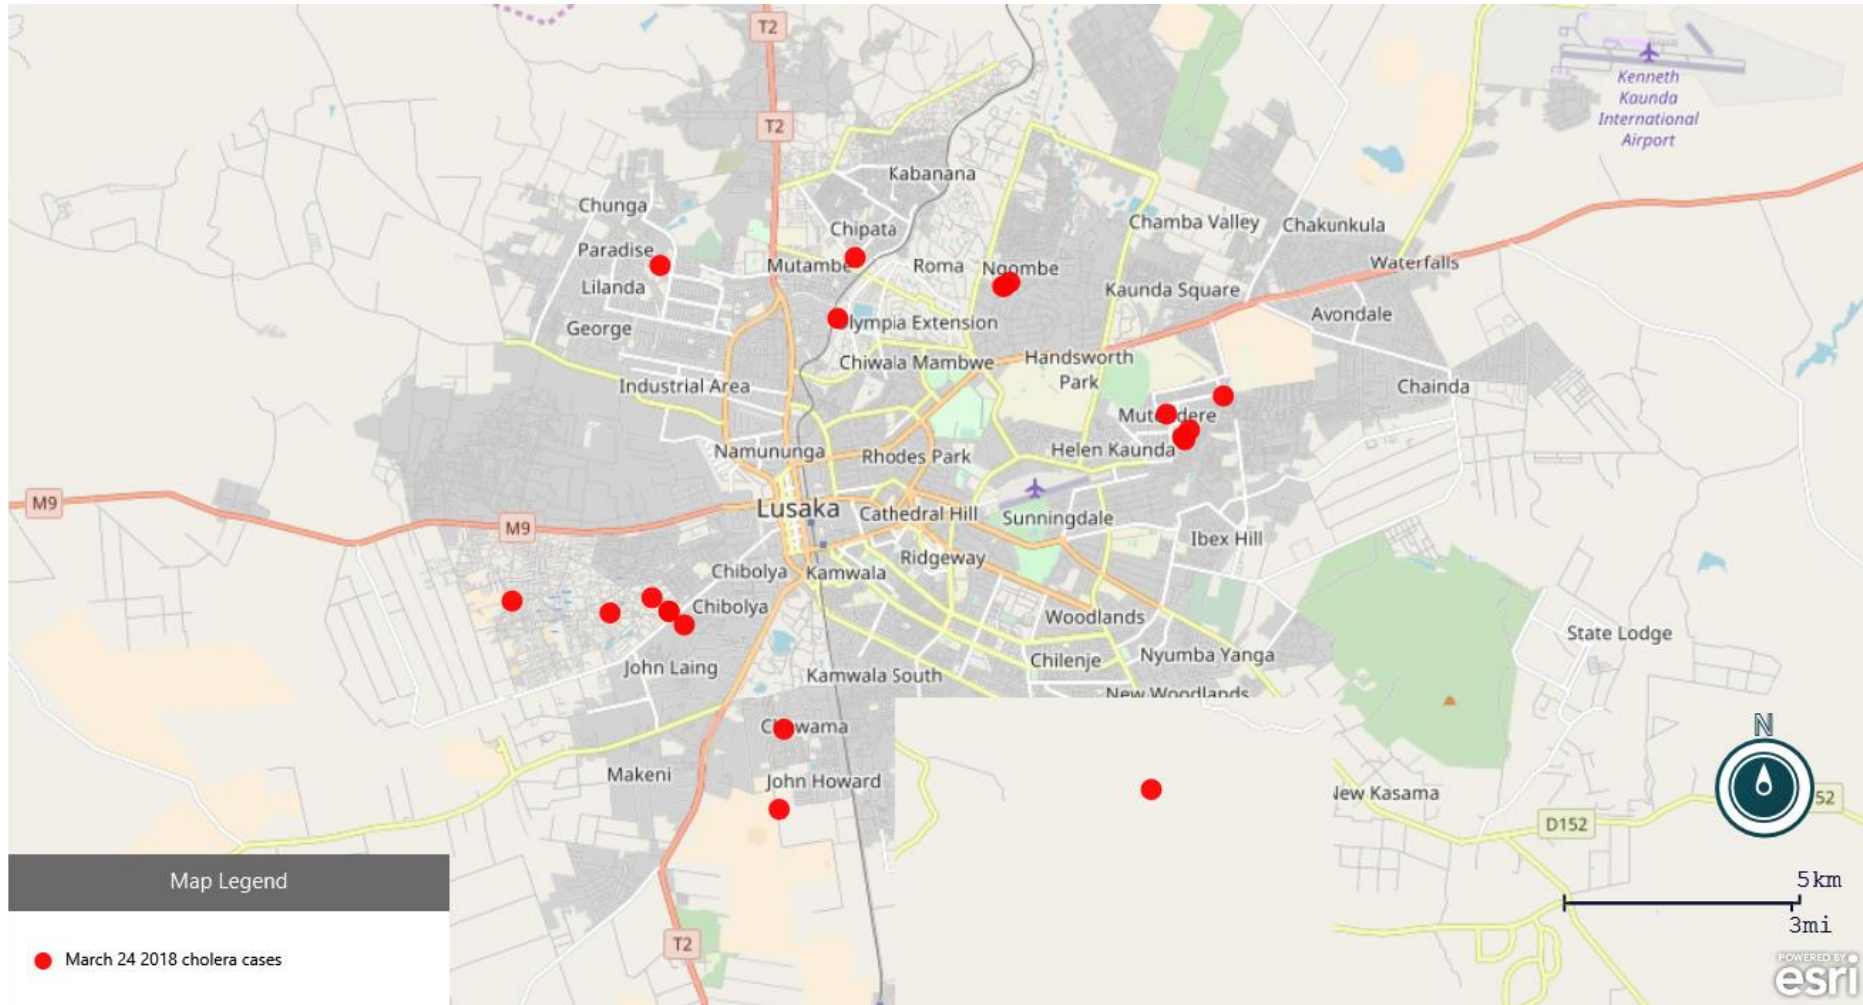 T2
Kenneth
Kaunda
International
Airport
T2
Kabanana
Chunga
Chipata
Chamba Valley
Chakunkula
Paradise
Mutambe
Roma
Ngombe
Waterfalls
Lilanda
Kaunda Square
George
lympia Extension
Avondale
Chiwala Mambwe
Handsworth
Park
Industrial Area
Chainda
Mut dere
Namununga
Rhodes Park
Helen Kaunda
M9
Lusaka
Cathedral Hill
Sunningdale
M9
Ibex Hill
Ridgeway
Chibolya
Kamwala
Chibolya
Woodlands
State Lodge
John Laing
Kamwala South
Chilenje
Nyumba Yanga
New Woodlands
C wama
N
Makeni
John Howard
New Kasama
52
D152
Map Legend
5km
3mi
T2
March 24 2018 cholera cases
POWERED BY
esri